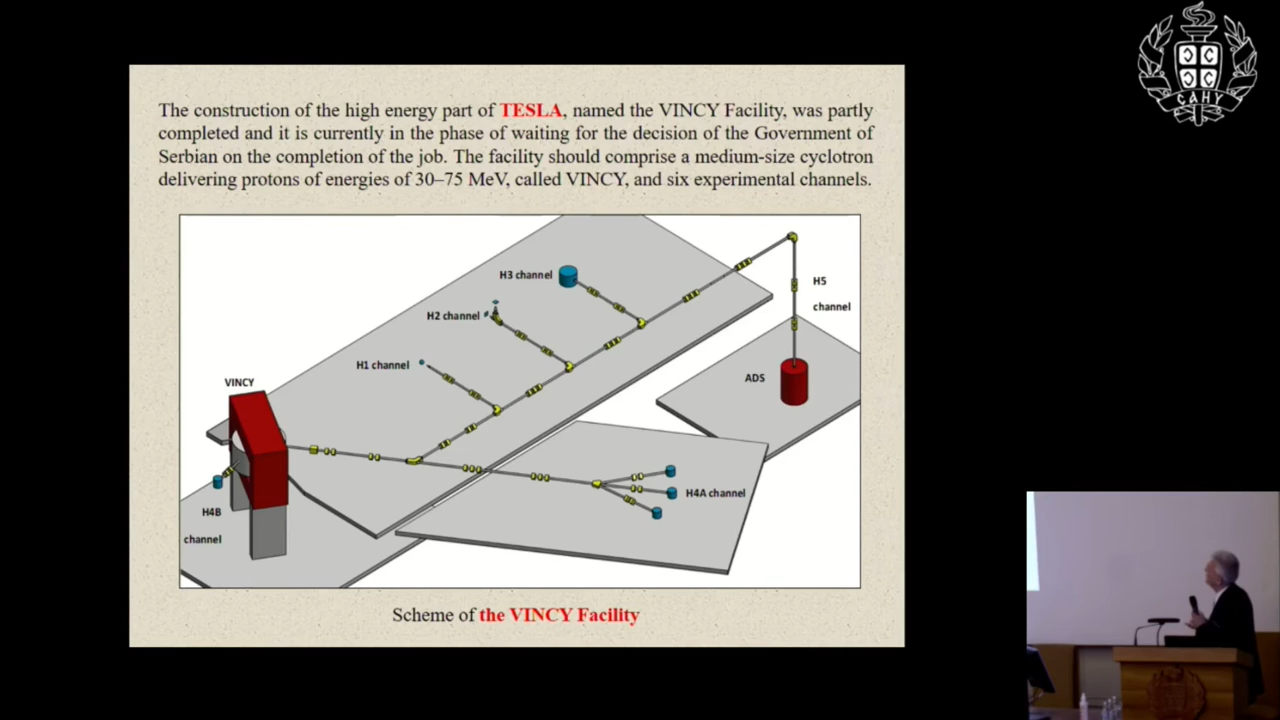 The construction of the high energy part of TESLA, named the VINCY Facility, was partly
completed and it is currently in the phase of waiting for the decision of the Government of
Serbian on the completion of the job. The facility should comprise a medium-size cyclotron
delivering protons of energies of 30–75 MeV, called VINCY, and six experimental channels.
H3 channel
H5
channel
H2 channel
H1 channel
ADS
VINCY
H4A channel
H4B
channel
Scheme of the VINCY Facility
САНУ